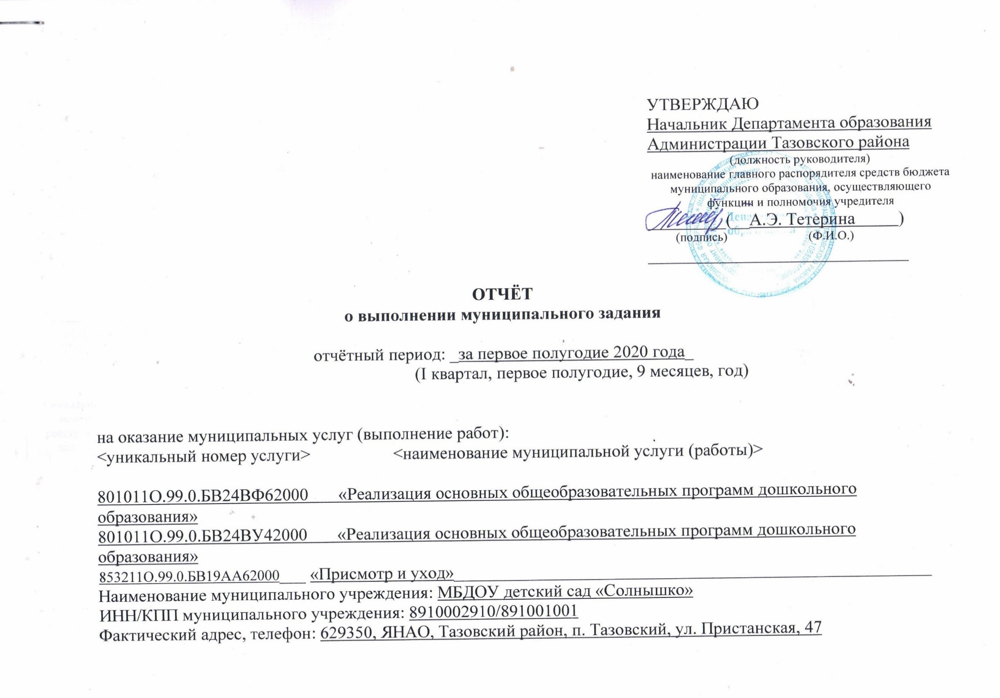 УТВЕРЖДАЮ
Начальник Департамента образования
Администрации Тазовского района
(должность руководителя)
наименование главного распорядителя средств бюджета
муниципального образования, осуществляющего
функции и полномочия учредителя
( А.Э. Тетерина )
(подпись) (Ф.И.О.)
ОТЧЁТ
о выполнении муниципального задания
отчётный период: _за первое полугодие 2020 года_
(I квартал, первое полугодие, 9 месяцев, год)
на оказание муниципальных услуг (выполнение работ):
<уникальный номер услуги> <наименование муниципальной услуги (работы)>
801011О.99.0.БВ24ВФ62000 «Реализация основных общеобразовательных программ дошкольного
образования»
801011О.99.0.БВ24ВУ42000 «Реализация основных общеобразовательных программ дошкольного
образования»
853211О.99.0.БВ19АА62000 «Присмотр и уход»
Наименование муниципального учреждения: МБДОУ детский сад «Солнышко»
ИНН/КПП муниципального учреждения: 8910002910/891001001
Фактический адрес, телефон: 629350, ЯНАО, Тазовский район, п. Тазовский, ул. Пристанская, 47